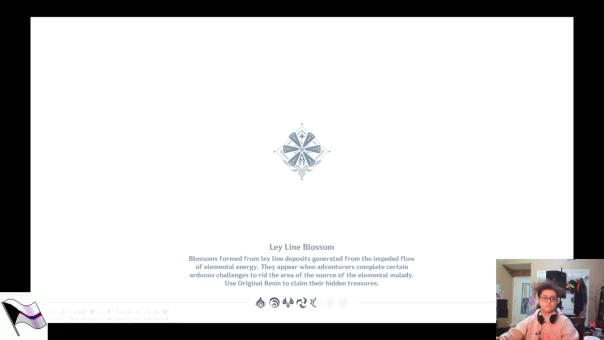 Ley Line Blossom
Blossoms formed from ley line deposits generated from the impeded flow
of elemental energy. They appear when adventurers complete certain
arduous challenges to rid the area of the source of the elemental malady.
Use Original Resin to claim their hidden treasures.